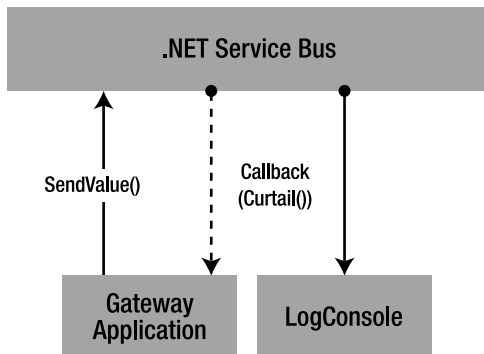 .NET Service Bus
SendValue()
Callback
(Curtail())
Gateway
Application
LogConsole